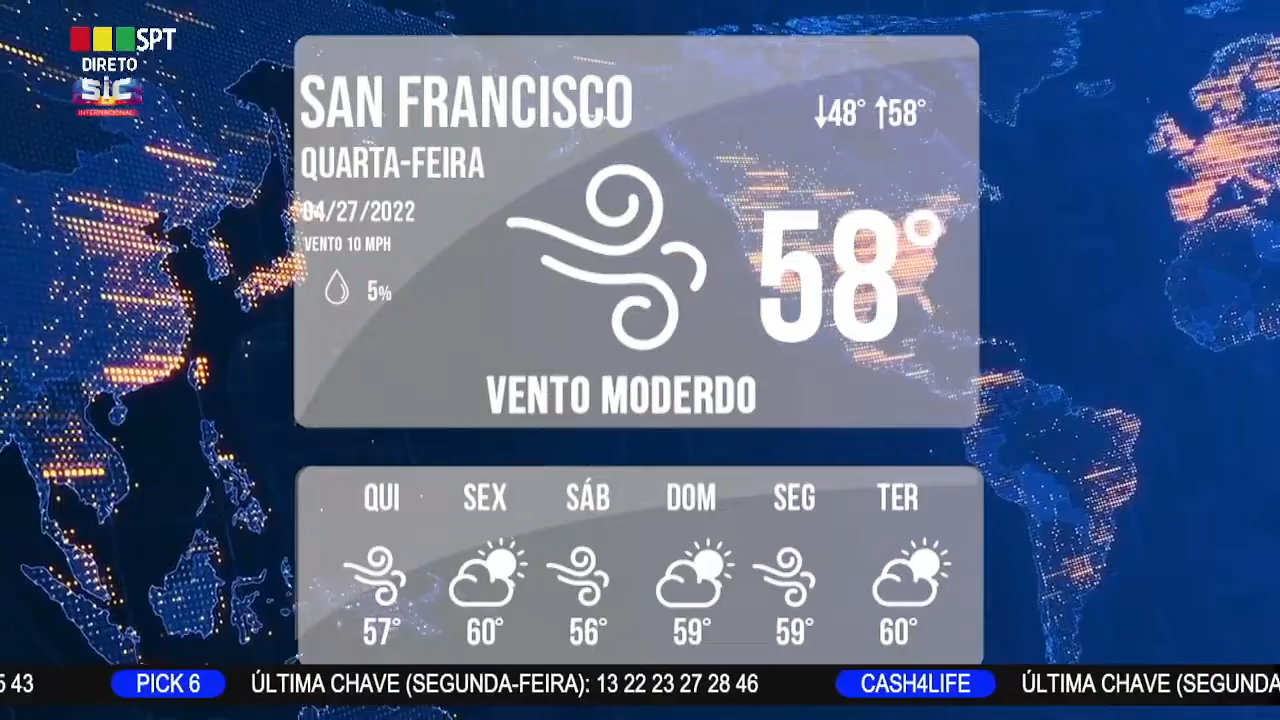 SPT
DIRETO
SIC
INTERNACIONAL
SAN FRANCISCO
↓48° ↑58°
QUARTA-FEIRA
04/27/2022
VENTO 10 MPH
5%
58°
VENTO MODERDO
QUI SEX SÁB DOM SEG TER
57° 60° 56° 59° 59° 60°
5 43 PICK 6 ÚLTIMA CHAVE (SEGUNDA-FEIRA): 13 22 23 27 28 46 CASH4LIFE ÚLTIMA CHAVE (SEGUNDA